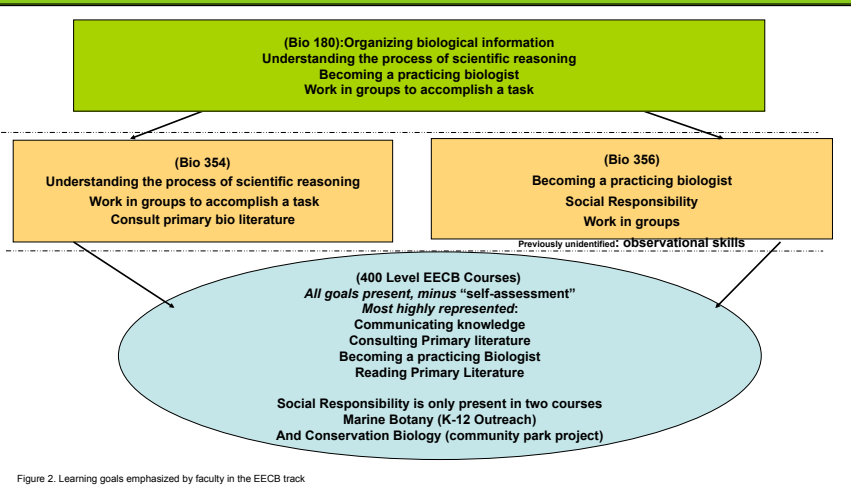 (Bio 180):Organizing biological information
Understanding the process of scientific reasoning
Becoming a practicing biologist
Work in groups to accomplish a task
(Bio 354)
Understanding the process of scientific reasoning
Work in groups to accomplish a task
Consult primary bio literature
(Bio 356)
Becoming a practicing biologist
Social Responsibility
Work in groups
Previously unidentified: observational skills
(400 Level EECB Courses)
All goals present, minus “self-assessment”
Most highly represented:
Communicating knowledge
Consulting Primary literature
Becoming a practicing Biologist
Reading Primary Literature
Social Responsibility is only present in two courses
Marine Botany (K-12 Outreach)
And Conservation Biology (community park project)
Figure 2. Learning goals emphasized by faculty in the EECB track